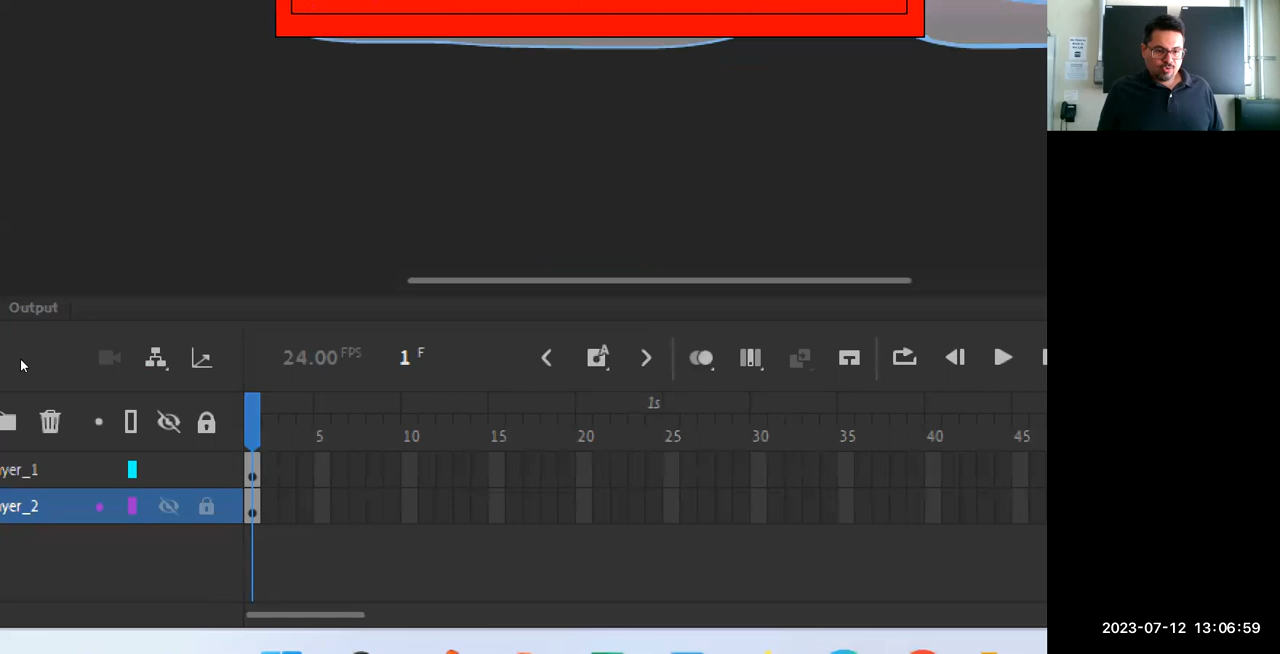 Output
24.00 FPS 1 F
1s
5 10 15 20 25 30 35 40 45
yer_1
yer_2
2023-07-12 13:06:59